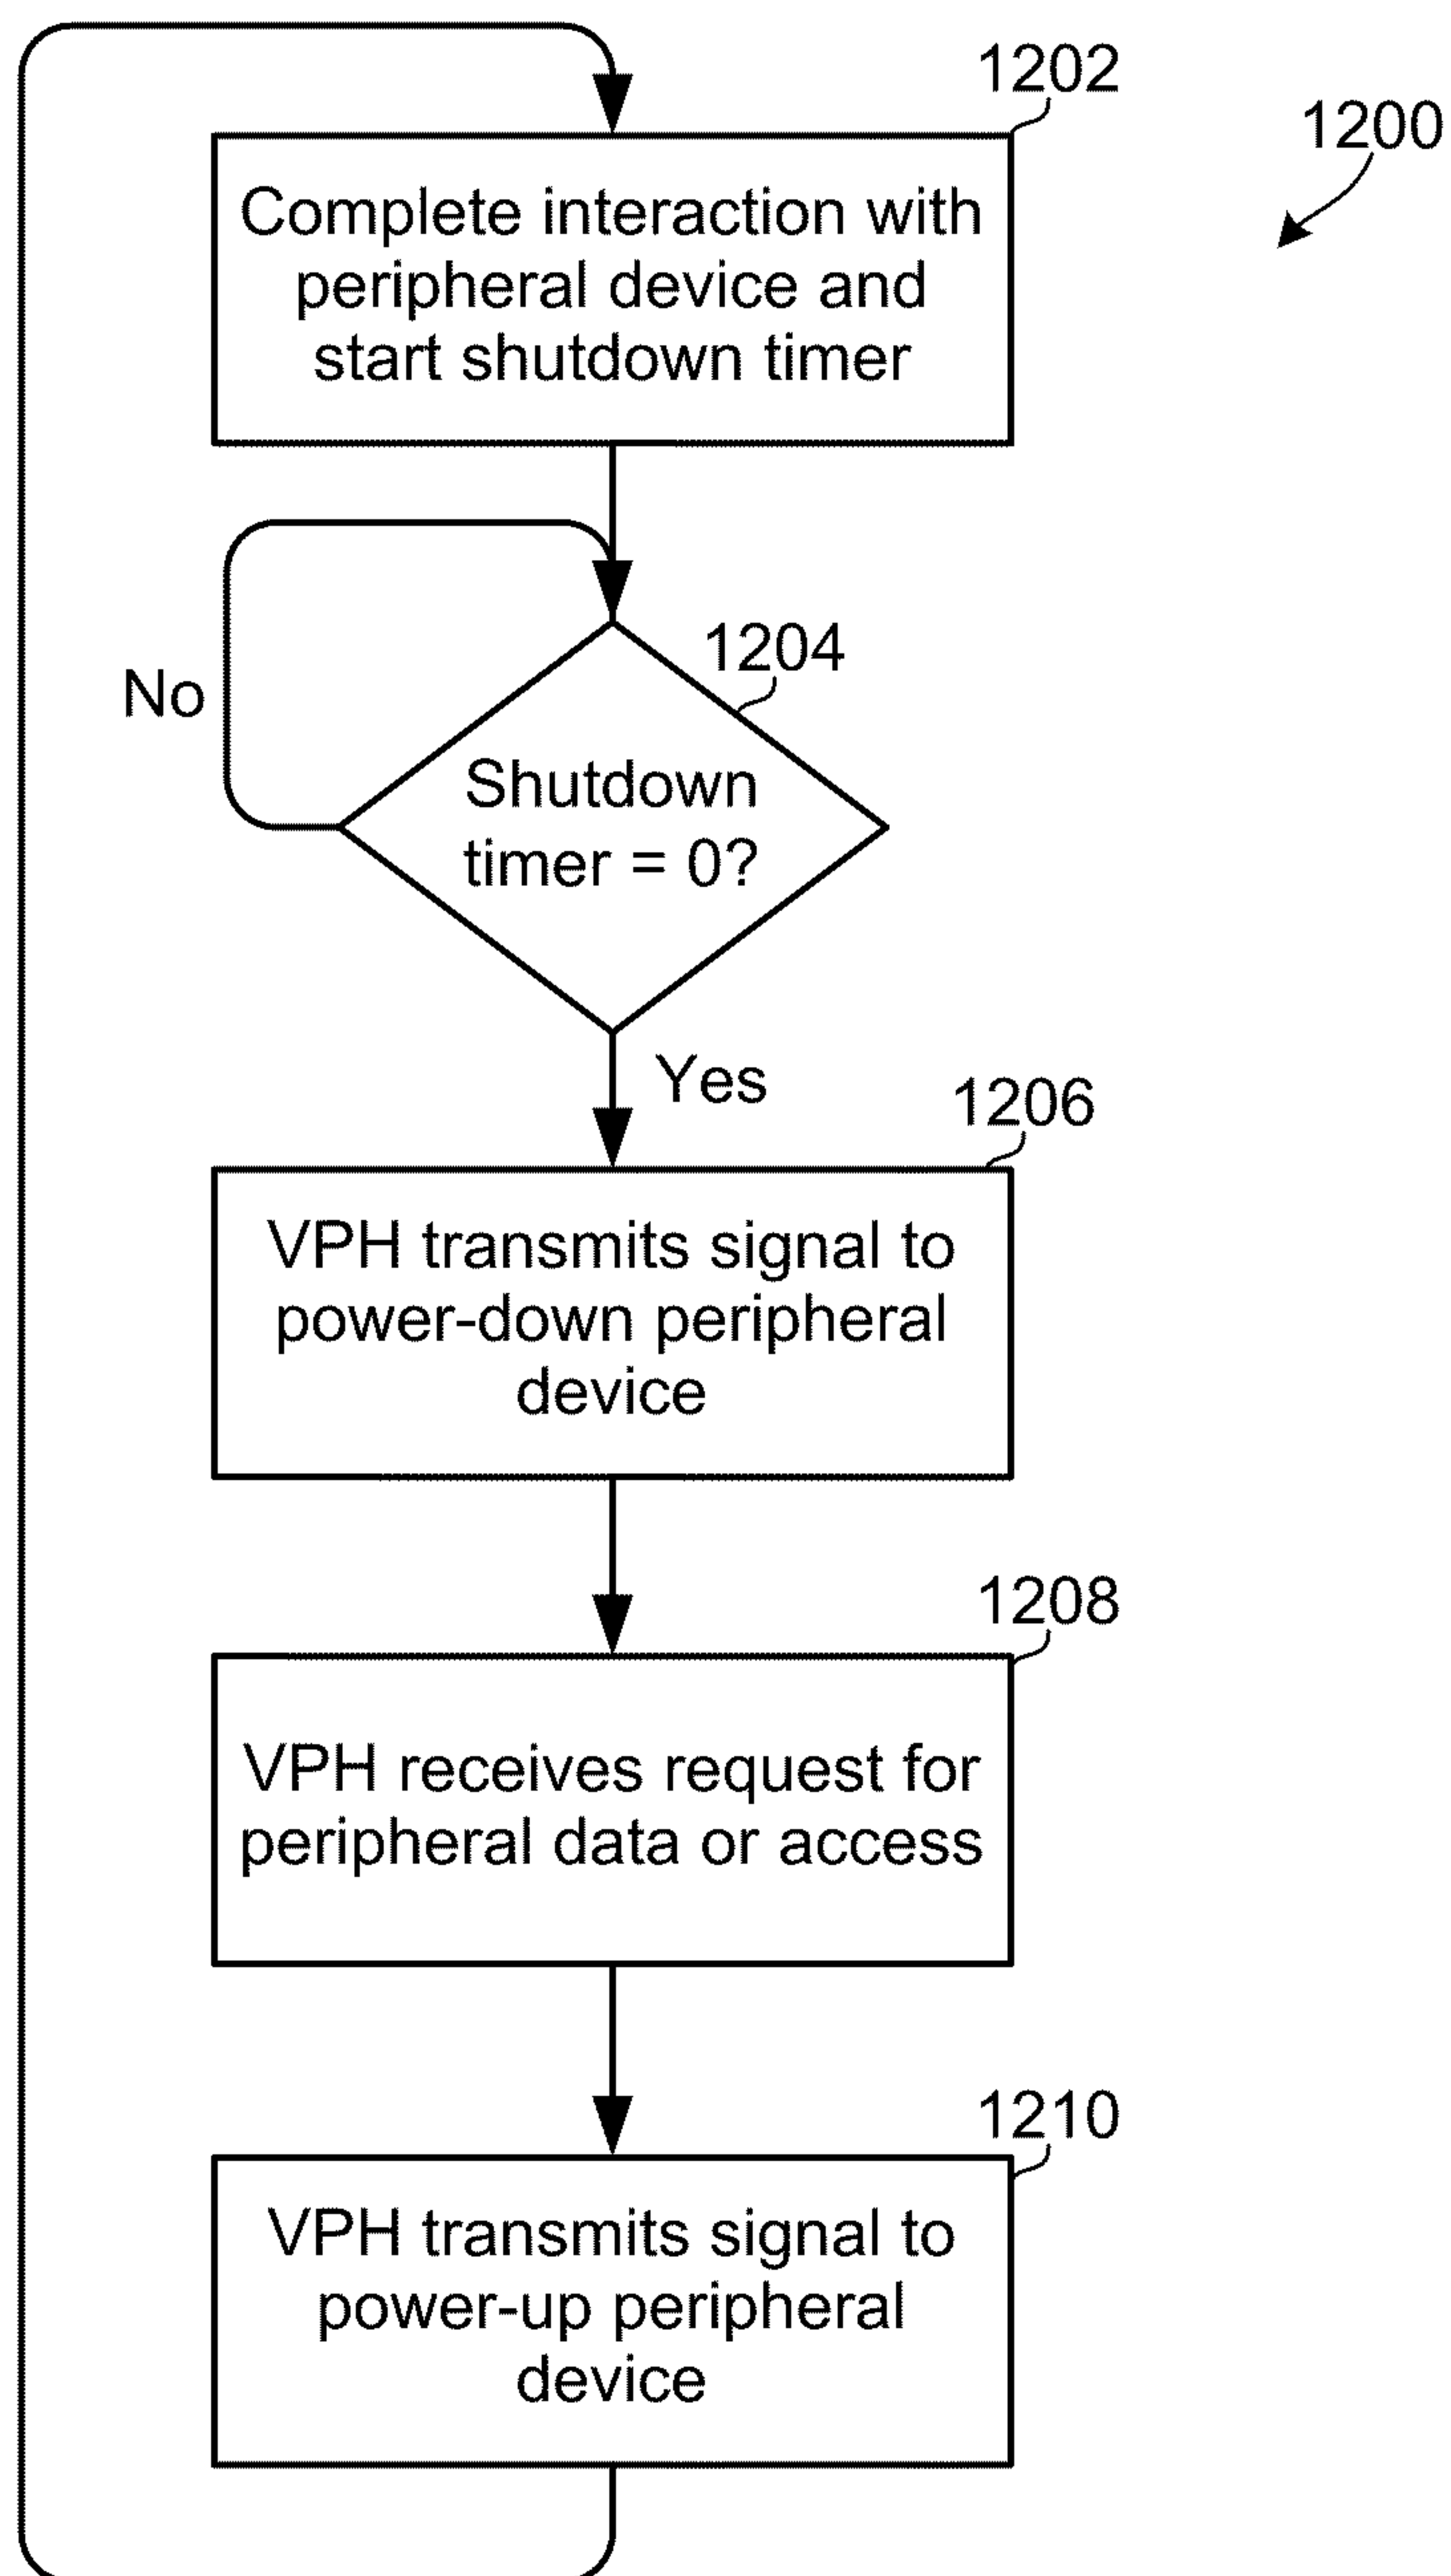 1202
1200
Complete interaction with
peripheral device and
start shutdown timer
1204
No
Shutdown
timer = 0?
Yes
1206
VPH transmits signal to
power-down peripheral
device
1208
VPH receives request for
peripheral data or access
1210
VPH transmits signal to
power-up peripheral
device